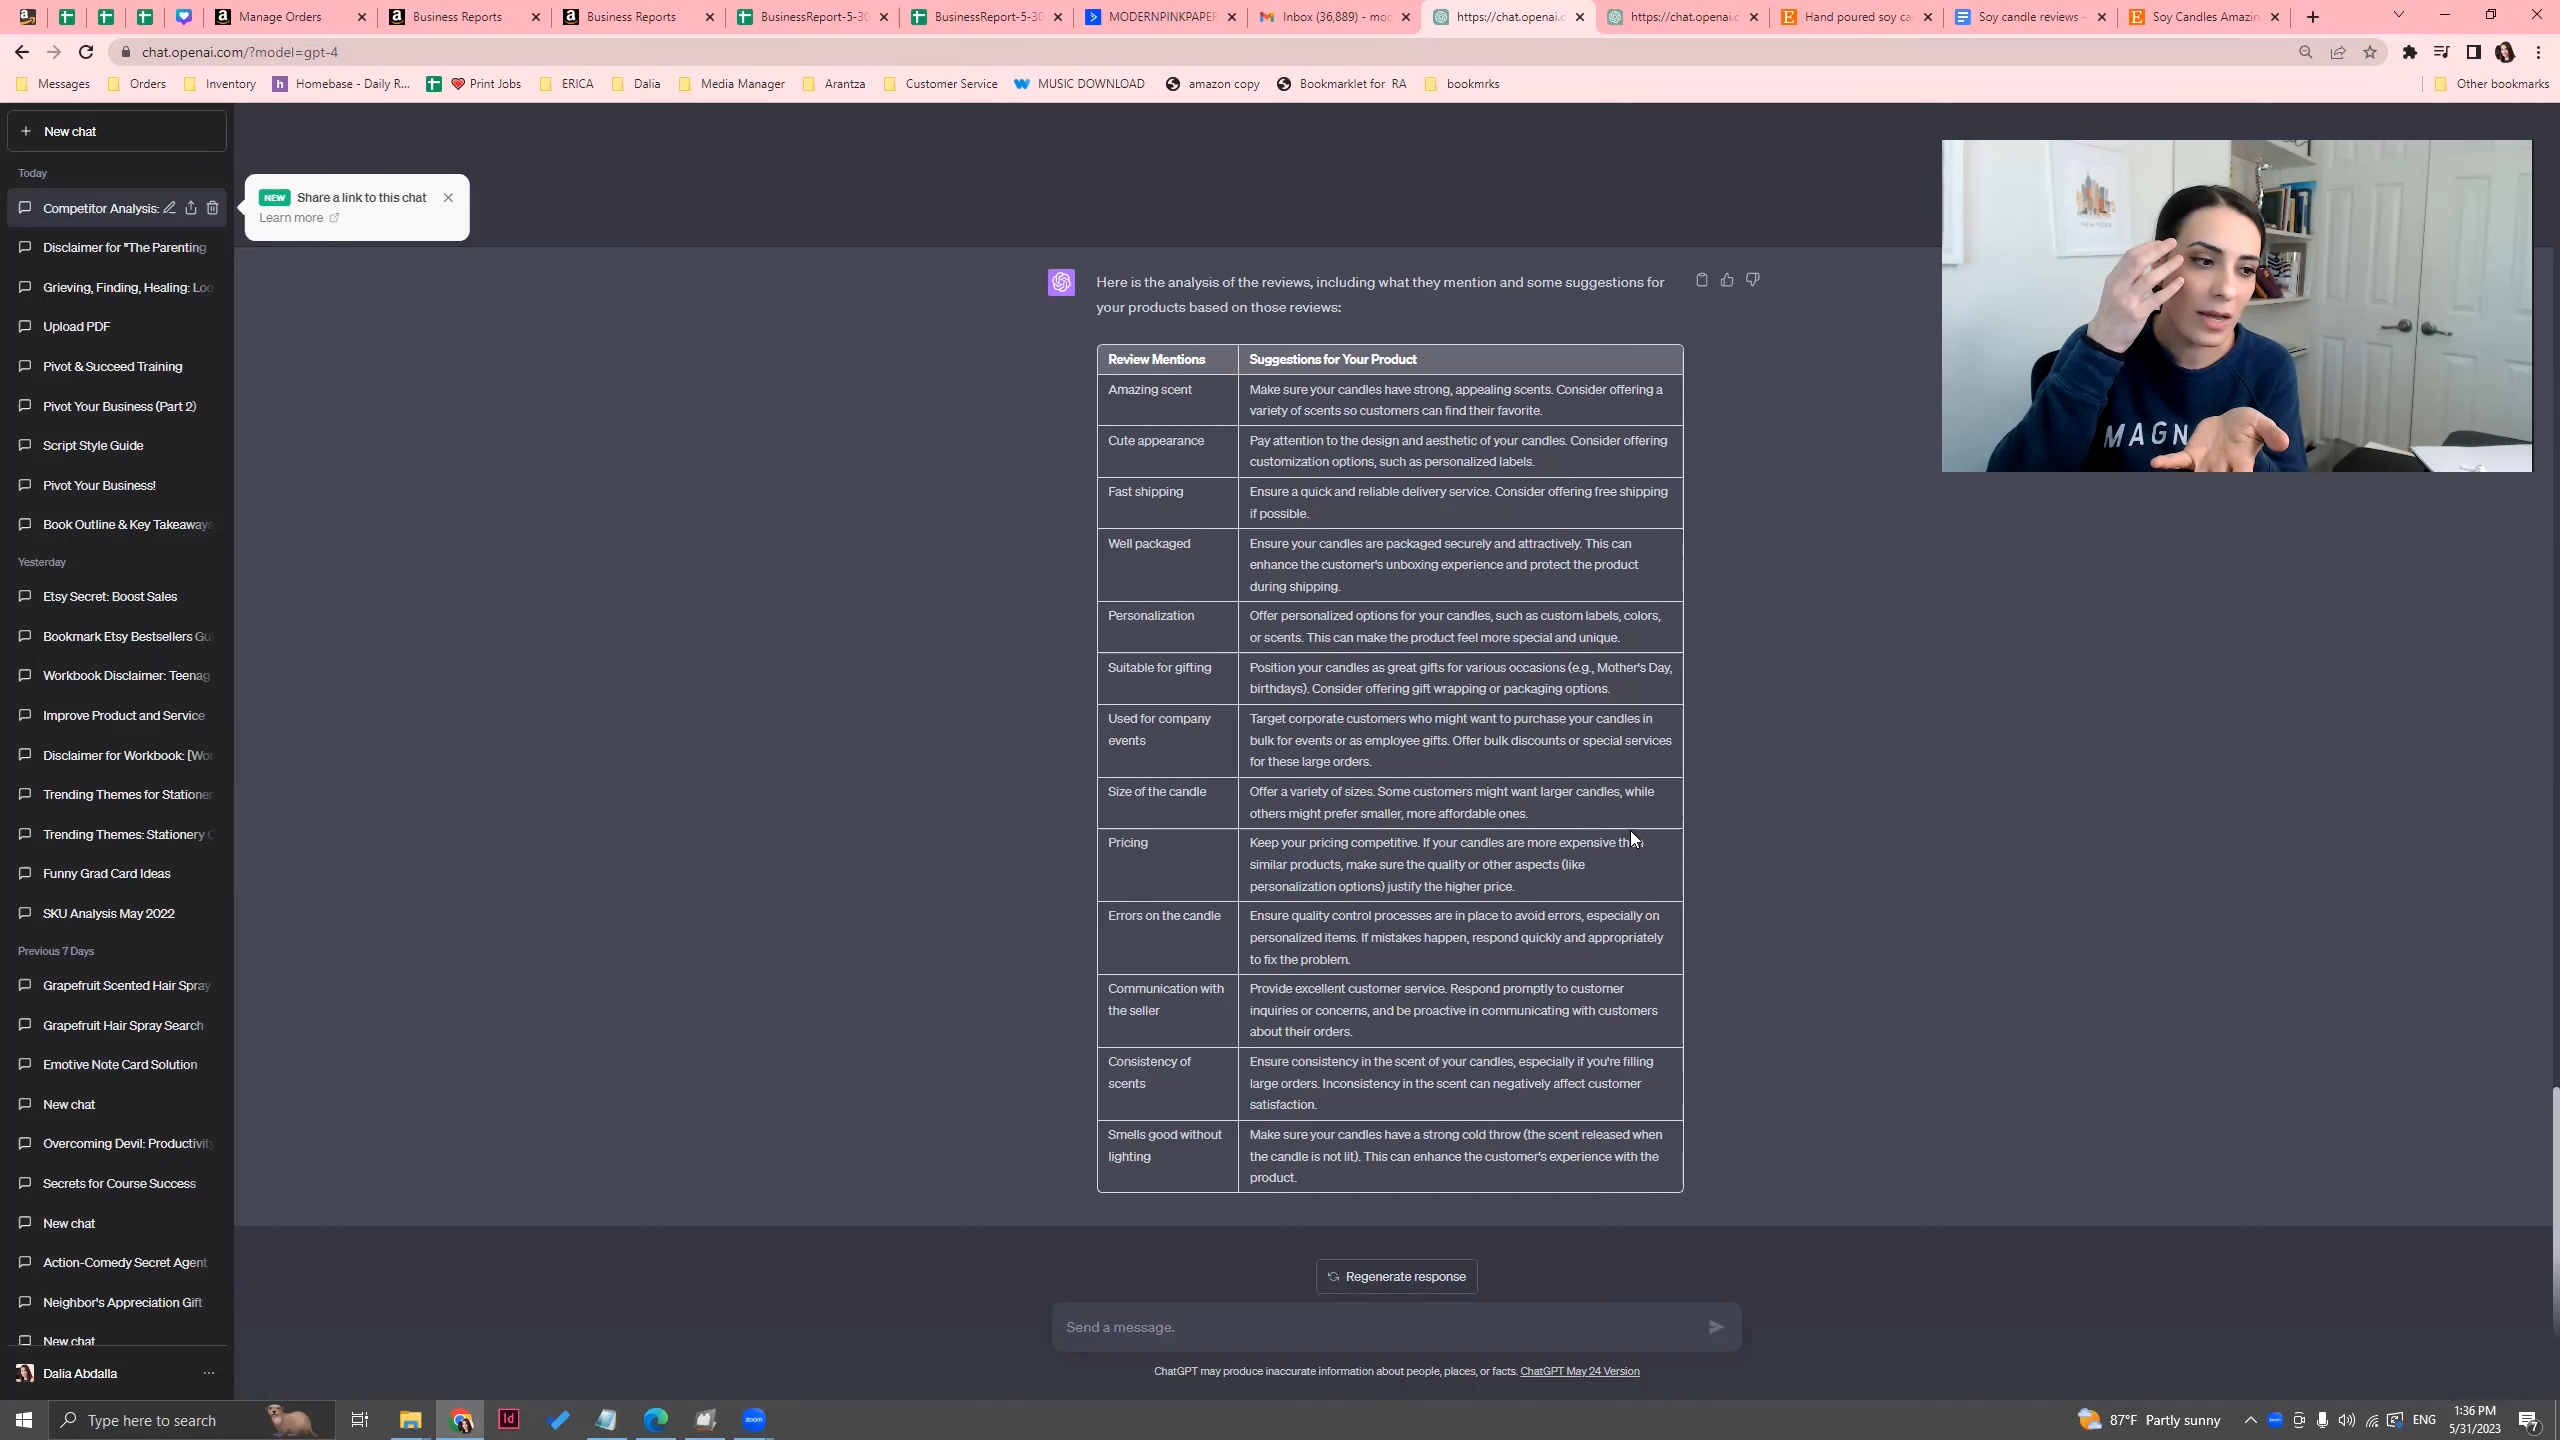 Manage Orders
Business Reports
Business Reports
BusinessReport-5-30
BusinessReport-5-30
MODERNPINKPAPER
Inbox (36,889) - mod
https://chat.openai.c
https://chat.openai.c
Hand poured soy ca
Soy candle reviews -
Soy Candles Amazin
chat.openai.com/?model=gpt-4
Messages
Orders
Inventory
Homebase - Daily R...
Print Jobs
ERICA
Dalia
Media Manager
Arantza
Customer Service
MUSIC DOWNLOAD
amazon copy
Bookmarklet for RA
bookmrks
Other bookmarks
+ New chat
Today
Competitor Analysis:
Disclaimer for "The Parenting
Grieving, Finding, Healing: Loo
Upload PDF
Pivot & Succeed Training
Pivot Your Business (Part 2)
Script Style Guide
Pivot Your Business!
Book Outline & Key Takeaways
Yesterday
Etsy Secret: Boost Sales
Bookmark Etsy Bestsellers Gu
Workbook Disclaimer: Teenag
Improve Product and Service
Disclaimer for Workbook: [Wor
Trending Themes for Stationer
Trending Themes: Stationery C
Funny Grad Card Ideas
SKU Analysis May 2022
Previous 7 Days
Grapefruit Scented Hair Spray
Grapefruit Hair Spray Search
Emotive Note Card Solution
New chat
Overcoming Devil: Productivity
Secrets for Course Success
New chat
Action-Comedy Secret Agent
Neighbor's Appreciation Gift
New chat
Dalia Abdalla
NEW Share a link to this chat
Learn more
Here is the analysis of the reviews, including what they mention and some suggestions for
your products based on those reviews:
Review Mentions
Suggestions for Your Product
Amazing scent
Make sure your candles have strong, appealing scents. Consider offering a
variety of scents so customers can find their favorite.
Cute appearance
Pay attention to the design and aesthetic of your candles. Consider offering
customization options, such as personalized labels.
Fast shipping
Ensure a quick and reliable delivery service. Consider offering free shipping
if possible.
Well packaged
Ensure your candles are packaged securely and attractively. This can
enhance the customer's unboxing experience and protect the product
during shipping.
Personalization
Offer personalized options for your candles, such as custom labels, colors,
or scents. This can make the product feel more special and unique.
Suitable for gifting
Position your candles as great gifts for various occasions (e.g., Mother's Day,
birthdays). Consider offering gift wrapping or packaging options.
Used for company
events
Target corporate customers who might want to purchase your candles in
bulk for events or as employee gifts. Offer bulk discounts or special services
for these large orders.
Size of the candle
Offer a variety of sizes. Some customers might want larger candles, while
others might prefer smaller, more affordable ones.
Pricing
Keep your pricing competitive. If your candles are more expensive than
similar products, make sure the quality or other aspects (like
personalization options) justify the higher price.
Errors on the candle
Ensure quality control processes are in place to avoid errors, especially on
personalized items. If mistakes happen, respond quickly and appropriately
to fix the problem.
Communication with
the seller
Provide excellent customer service. Respond promptly to customer
inquiries or concerns, and be proactive in communicating with customers
about their orders.
Consistency of
scents
Ensure consistency in the scent of your candles, especially if you're filling
large orders. Inconsistency in the scent can negatively affect customer
satisfaction.
Smells good without
lighting
Make sure your candles have a strong cold throw (the scent released when
the candle is not lit). This can enhance the customer's experience with the
product.
Regenerate response
Send a message.
ChatGPT may produce inaccurate information about people, places, or facts. ChatGPT May 24 Version
NEW YORK
MAGN
Type here to search
Id
zoom
87°F Partly sunny
ENG
1:36 PM
5/31/2023
7